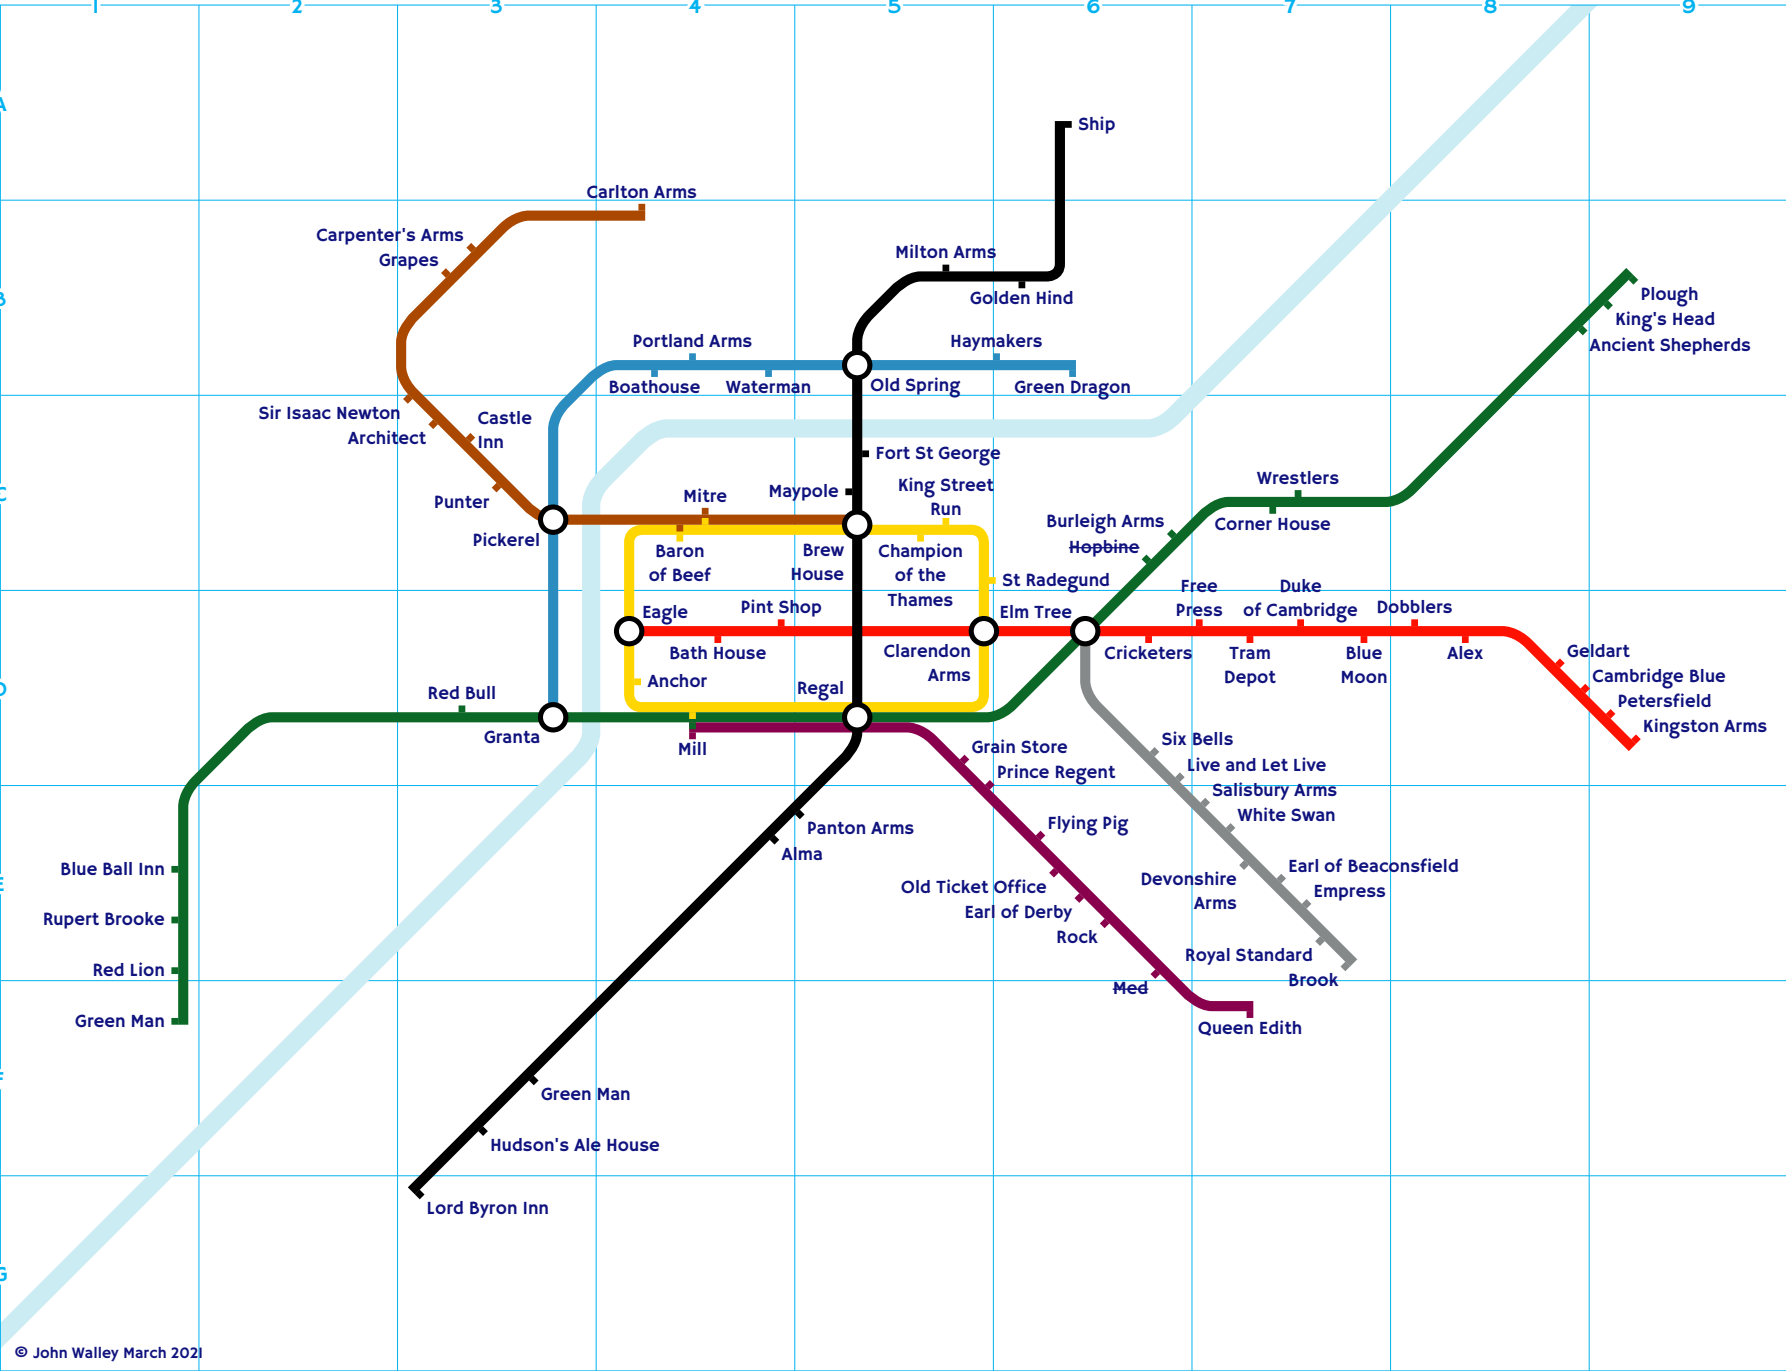 1 2 3 4 5 6 7 8 9
A
Ship
Carlton Arms
Carpenter's Arms
Grapes
Milton Arms
Golden Hind
B
Plough
King's Head
Ancient Shepherds
Portland Arms
Haymakers
Boathouse
Waterman
Old Spring
Green Dragon
Sir Isaac Newton
Architect
Castle
Inn
Fort St George
Maypole
King Street
Run
Wrestlers
Corner House
C
Punter
Mitre
Pickerel
Baron
of Beef
Brew
House
Champion
of the
Thames
Burleigh Arms
Hopbine
St Radegund
Eagle
Pint Shop
Elm Tree
Free
Press
Duke
of Cambridge
Dobblers
Bath House
Clarendon
Arms
Cricketers
Tram
Depot
Blue
Moon
Alex
Geldart
Cambridge Blue
Petersfield
Kingston Arms
D
Anchor
Regal
Red Bull
Granta
Mill
Grain Store
Prince Regent
Six Bells
Live and Let Live
Salisbury Arms
White Swan
Panton Arms
Alma
Flying Pig
Blue Ball Inn
E
Rupert Brooke
Red Lion
Green Man
Old Ticket Office
Earl of Derby
Rock
Med
Devonshire
Arms
Earl of Beaconsfield
Empress
Royal Standard
Brook
Queen Edith
F
Green Man
Hudson's Ale House
Lord Byron Inn
G
© John Walley March 2021